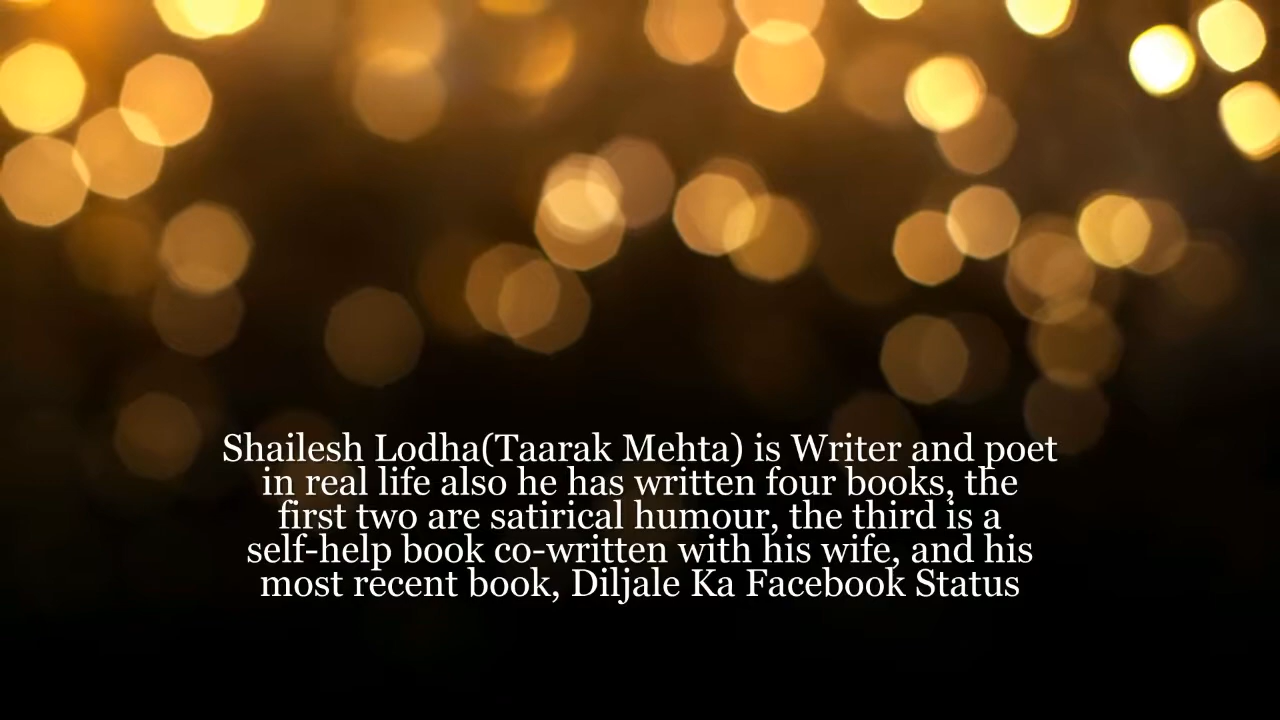 Shailesh Lodha(Taarak Mehta) is Writer and poet
in real life also he has written four books, the
first two are satirical humour, the third is a
self-help book co-written with his wife, and his
most recent book, Diljale Ka Facebook Status